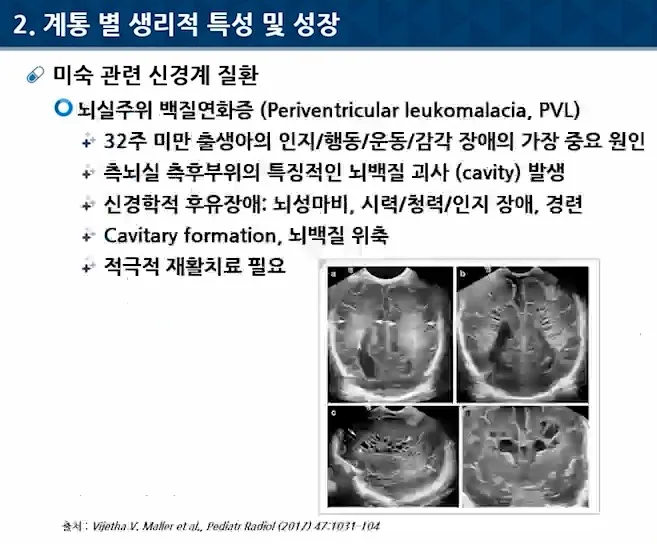 2. 계통 별 생리적 특성 및 성장
미숙 관련 신경계 질환
뇌실주위 백질연화증 (Periventricular leukomalacia, PVL)
32주 미만 출생아의 인지/행동/운동/감각 장애의 가장 중요 원인
측뇌실 측후부위의 특징적인 뇌백질 괴사 (cavity) 발생
신경학적 후유장애: 뇌성마비, 시력/청력/인지 장애, 경련
Cavitary formation, 뇌백질 위축
적극적 재활치료 필요
a
b
c
출처 : Vijetha V. Maller et al., Pediatr Radiol (2017) 47:1031-104